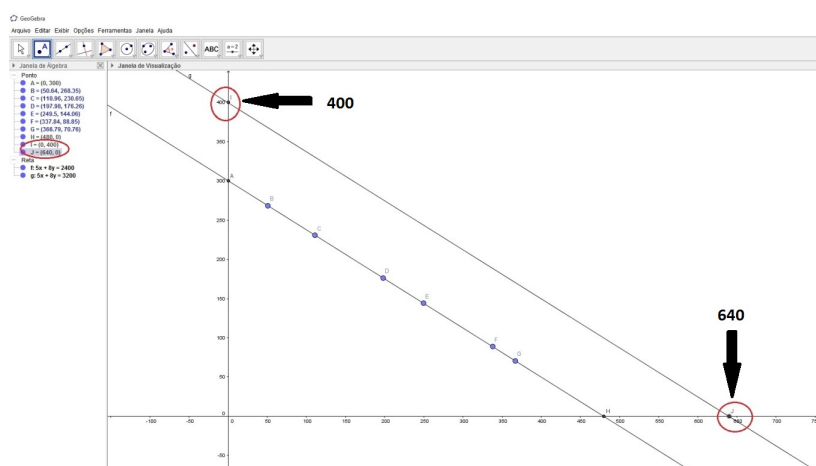 GeoGebra
Arquivo Editar Exibir Opções Ferramentas Janela Ajuda
ABC a=2
Janela de Álgebra
Janela de Visualização
Ponto
A = (0, 300)
B = (50.64, 268.35)
C = (110.96, 230.65)
D = (197.98, 176.26)
E = (249.5, 144.06)
F = (337.84, 88.85)
G = (366.79, 70.76)
H = (480, 0)
I = (0, 400)
J = (640, 0)
Reta
f: 5x + 8y = 2400
g: 5x + 8y = 3200
g
f
400
I
400
350
300
A
250
B
200
C
150
D
E
640
100
F
G
50
H
J
0
-100
-50
0
50
100
150
200
250
300
350
400
450
500
550
600
650
700
-50